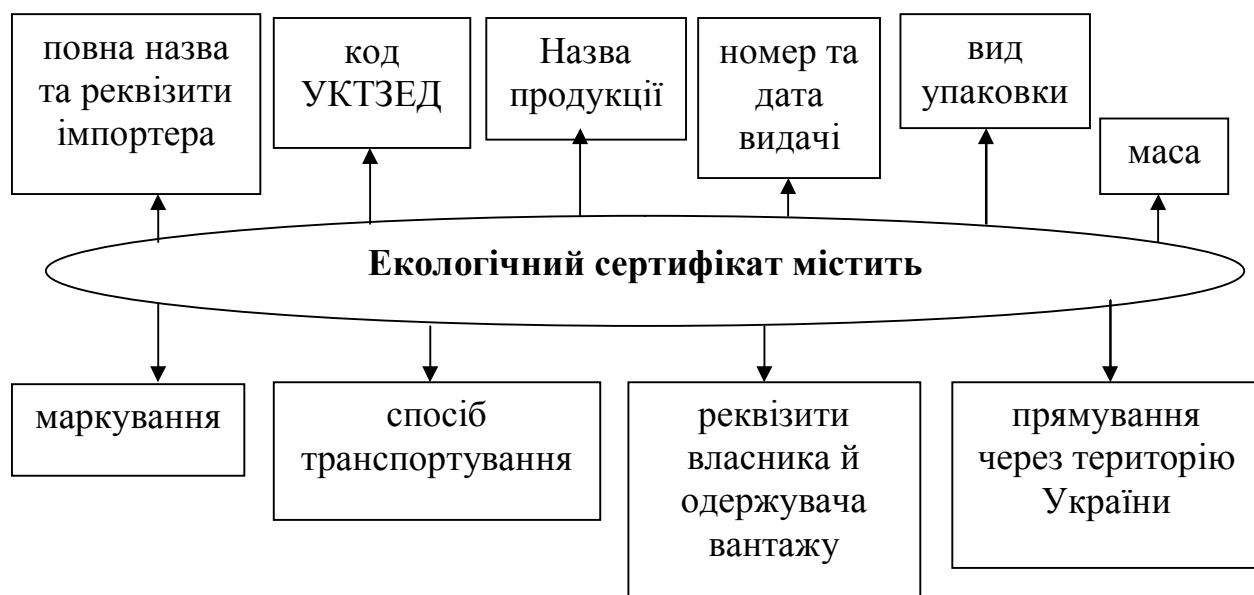 повна назва
та реквізити
імпортера
код
УКТЗЕД
Назва
продукції
номер та
дата
видачі
вид
упаковки
маса
Екологічний сертифікат містить
маркування
спосіб
транспортування
реквізити
власника й
одержувача
вантажу
прямування
через територію
України